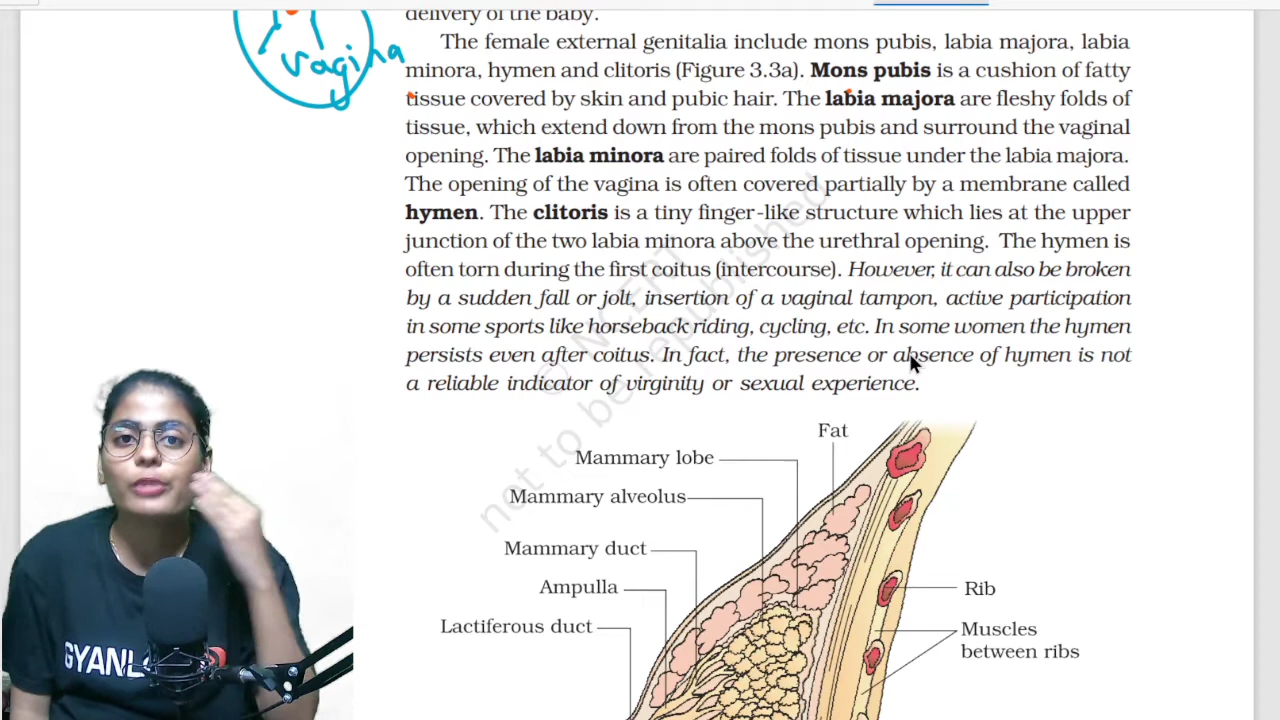 delivery of the baby.
vagina
The female external genitalia include mons pubis, labia majora, labia
minora, hymen and clitoris (Figure 3.3a). Mons pubis is a cushion of fatty
tissue covered by skin and pubic hair. The labia majora are fleshy folds of
tissue, which extend down from the mons pubis and surround the vaginal
opening. The labia minora are paired folds of tissue under the labia majora.
The opening of the vagina is often covered partially by a membrane called
hymen. The clitoris is a tiny finger-like structure which lies at the upper
junction of the two labia minora above the urethral opening. The hymen is
often torn during the first coitus (intercourse). However, it can also be broken
by a sudden fall or jolt, insertion of a vaginal tampon, active participation
in some sports like horseback riding, cycling, etc. In some women the hymen
persists even after coitus. In fact, the presence or absence of hymen is not
a reliable indicator of virginity or sexual experience.
© NCERT
not to be republished
Fat
Mammary lobe
Mammary alveolus
Mammary duct
Ampulla
Lactiferous duct
Rib
Muscles
between ribs
GYANL